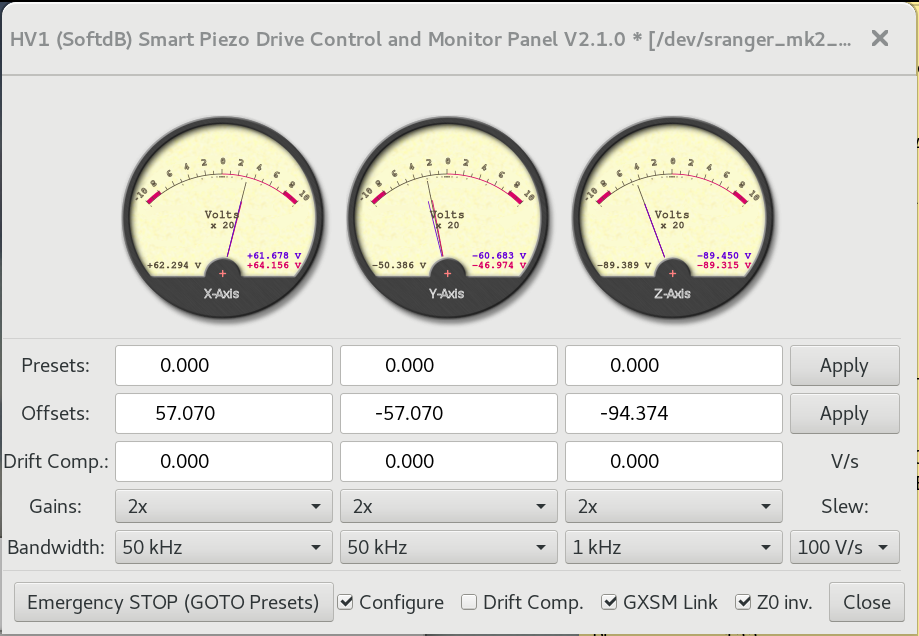 HV1 (SoftdB) Smart Piezo Drive Control and Monitor Panel V2.1.0 * [/dev/sranger_mk2_...
-10 8 6 4 2 0 2 4 6 8 10
Volts
x 20
+61.678 V
+62.294 V +64.156 V
X-Axis
-10 8 6 4 2 0 2 4 6 8 10
Volts
x 20
-60.683 V
-50.386 V -46.974 V
Y-Axis
-10 8 6 4 2 0 2 4 6 8 10
Volts
x 20
-89.450 V
-89.389 V -89.315 V
Z-Axis
Presets: 0.000 0.000 0.000 Apply
Offsets: 57.070 -57.070 -94.374 Apply
Drift Comp.: 0.000 0.000 0.000 V/s
Gains: 2x 2x 2x Slew:
Bandwidth: 50 kHz 50 kHz 1 kHz 100 V/s
Emergency STOP (GOTO Presets) Configure Drift Comp. GXSM Link Z0 inv. Close